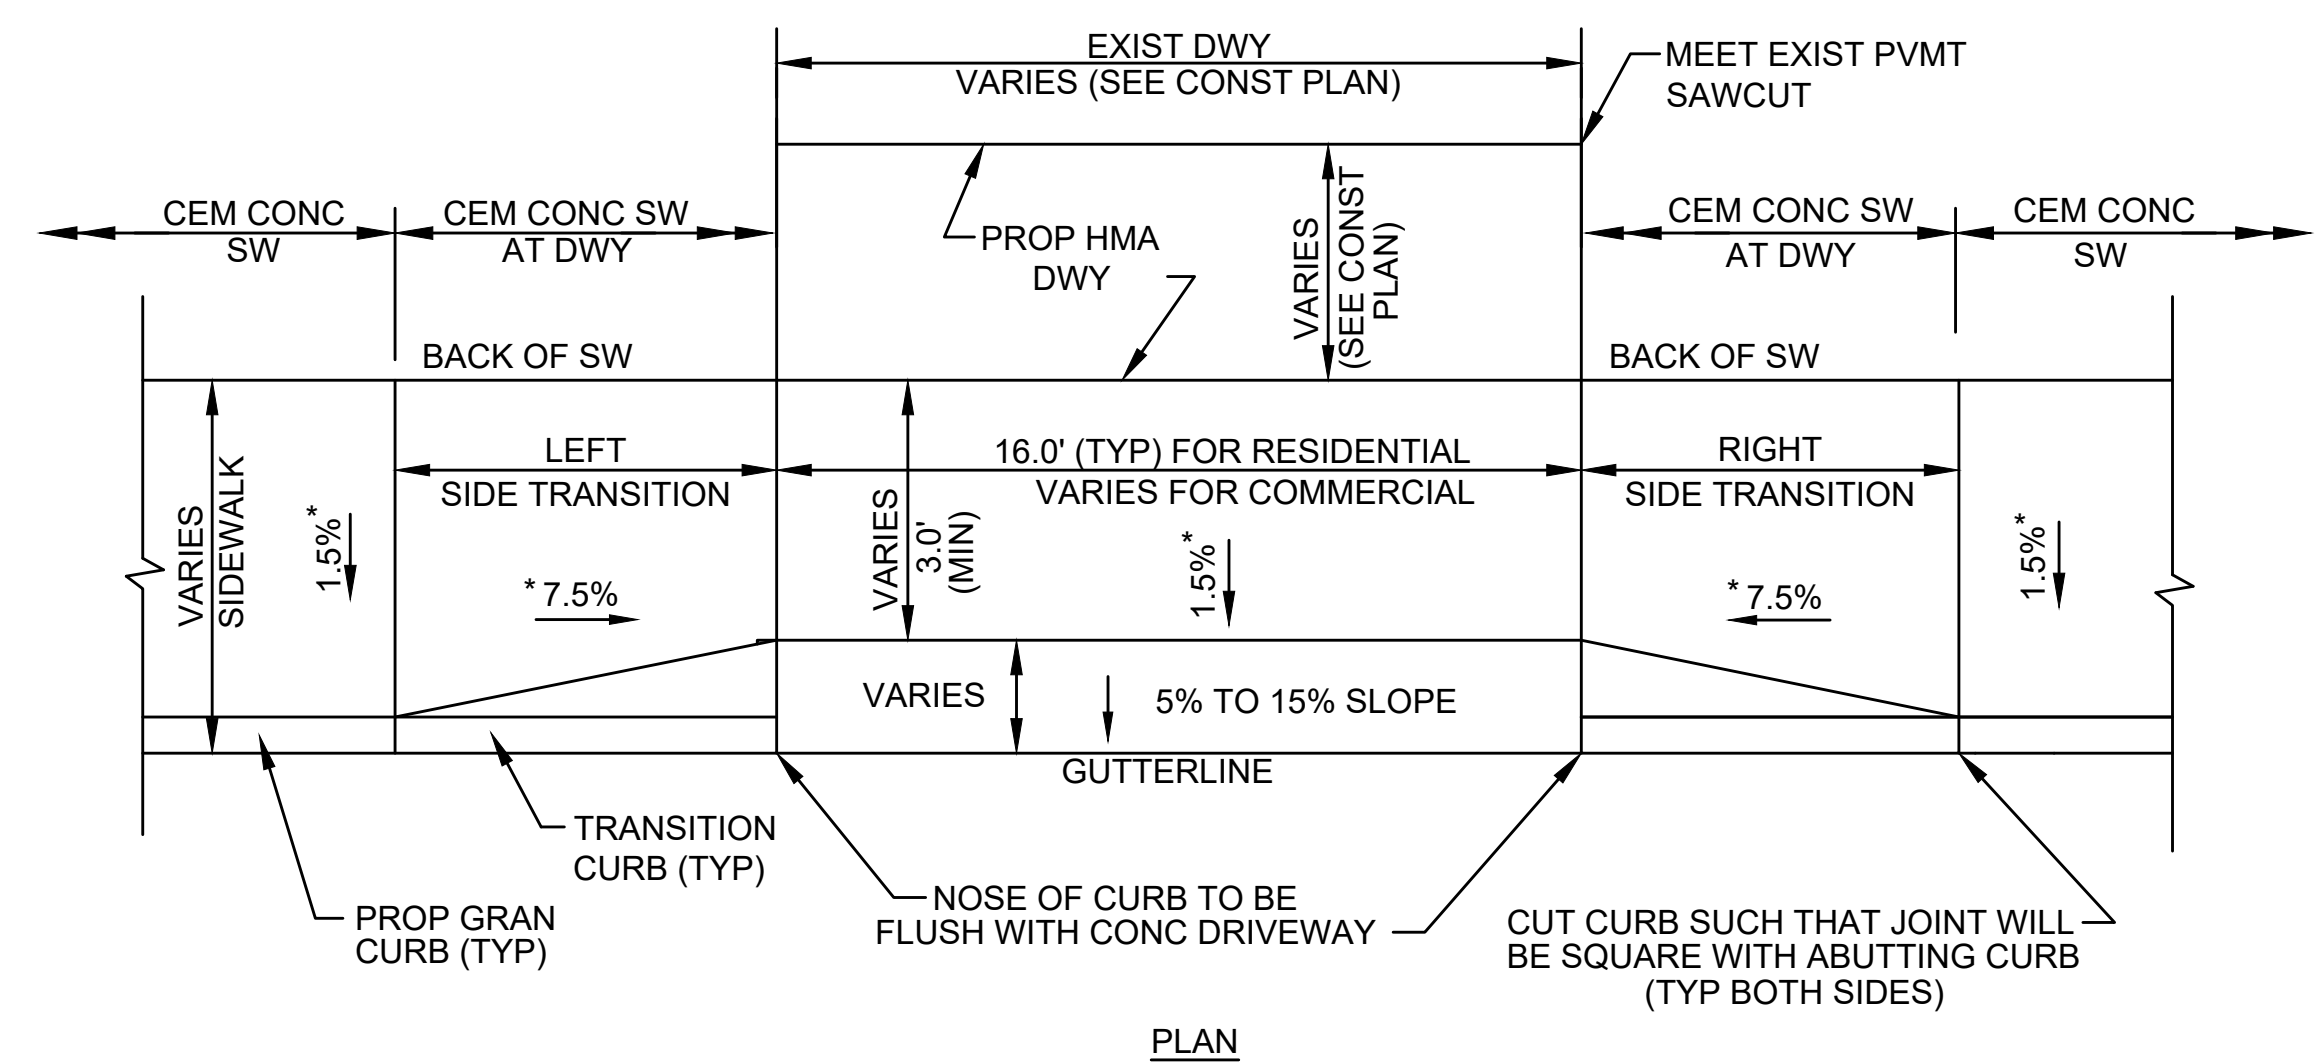 EXIST DWY
VARIES (SEE CONST PLAN)
MEET EXIST PVMT
SAWCUT
CEM CONC
SW
CEM CONC SW
AT DWY
PROP HMA
DWY
VARIES
(SEE CONST
PLAN)
CEM CONC SW
AT DWY
CEM CONC
SW
BACK OF SW
BACK OF SW
VARIES
SIDEWALK
1.5%*
LEFT
SIDE TRANSITION
* 7.5%
VARIES
3.0'
(MIN)
16.0' (TYP) FOR RESIDENTIAL
VARIES FOR COMMERCIAL
1.5%*
RIGHT
SIDE TRANSITION
* 7.5%
1.5%*
VARIES
5% TO 15% SLOPE
GUTTERLINE
TRANSITION
CURB (TYP)
PROP GRAN
CURB (TYP)
NOSE OF CURB TO BE
FLUSH WITH CONC DRIVEWAY
CUT CURB SUCH THAT JOINT WILL
BE SQUARE WITH ABUTTING CURB
(TYP BOTH SIDES)
PLAN